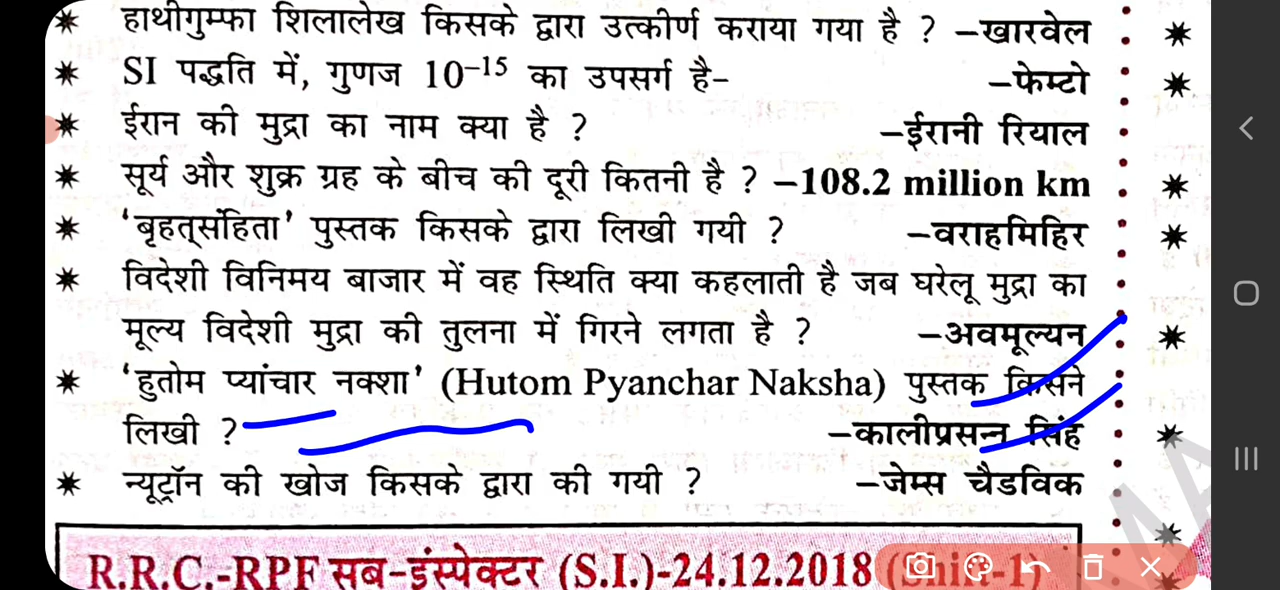 ✷ हाथीगुम्फा शिलालेख किसके द्वारा उत्कीर्ण कराया गया है ? –खारवेल
✷ SI पद्धति में, गुणज 10⁻¹⁵ का उपसर्ग है– –फेम्टो
✷ ईरान की मुद्रा का नाम क्या है ? –ईरानी रियाल
✷ सूर्य और शुक्र ग्रह के बीच की दूरी कितनी है ? –108.2 million km
✷ 'बृहत्संहिता' पुस्तक किसके द्वारा लिखी गयी ? –वराहमिहिर
✷ विदेशी विनिमय बाजार में वह स्थिति क्या कहलाती है जब घरेलू मुद्रा का
मूल्य विदेशी मुद्रा की तुलना में गिरने लगता है ? –अवमूल्यन
✷ 'हुतोम प्यांचार नक्शा' (Hutom Pyanchar Naksha) पुस्तक किसने
लिखी ? –कालीप्रसन्न सिंह
✷ न्यूट्रॉन की खोज किसके द्वारा की गयी ? –जेम्स चैडविक
R.R.C.-RPF सब-इंस्पेक्टर (S.I.)-24.12.2018 (Shift-1)